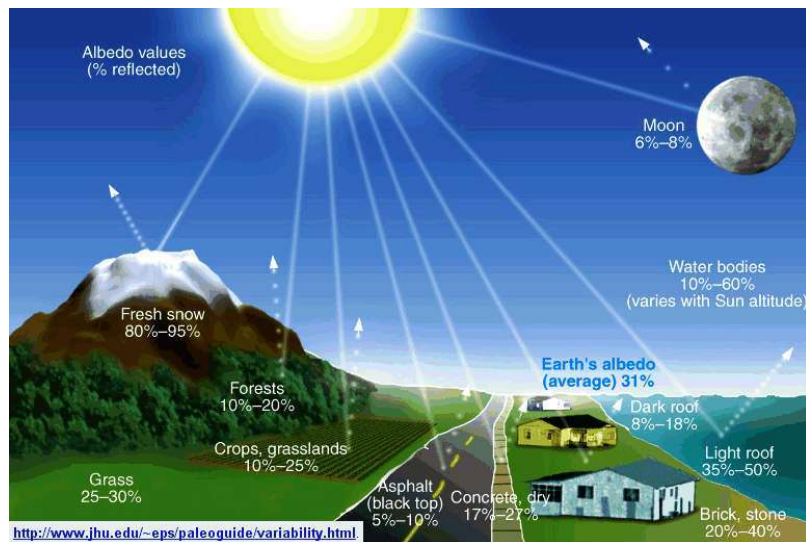 Albedo values
(% reflected)
Moon
6%–8%
Water bodies
10%–60%
(varies with Sun altitude)
Fresh snow
80%–95%
Earth's albedo
(average) 31%
Forests
10%–20%
Dark roof
8%–18%
Crops, grasslands
10%–25%
Light roof
35%–50%
Grass
25–30%
Asphalt
(black top)
5%–10%
Concrete, dry
17%–27%
Brick, stone
20%–40%
http://www.jhu.edu/~eps/paleoguide/variability.html.